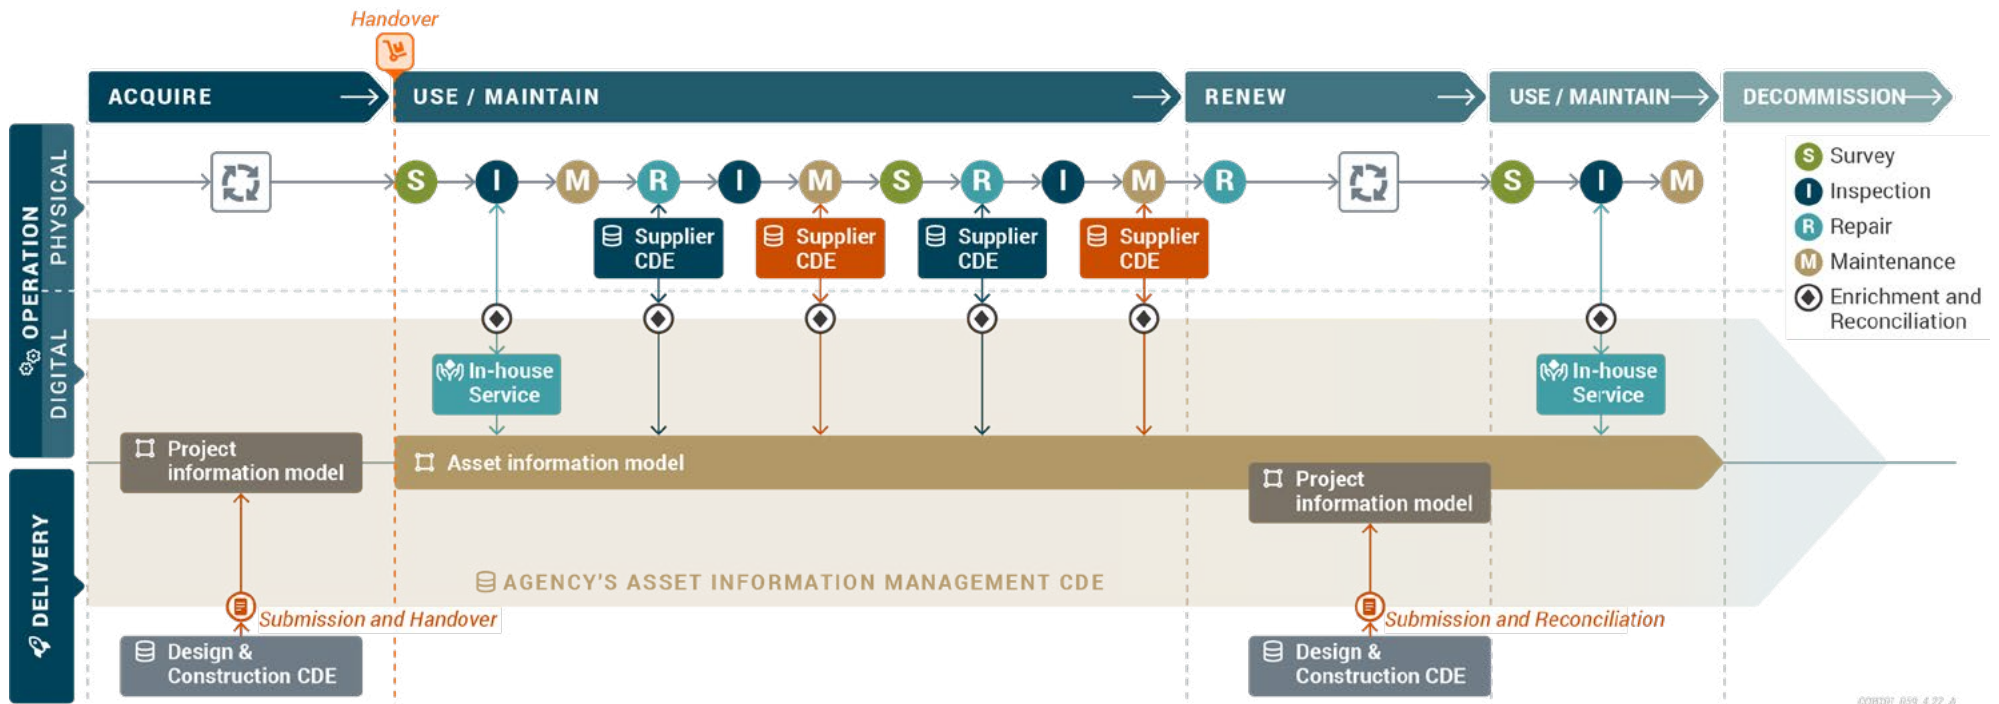 Handover
ACQUIRE
USE / MAINTAIN
RENEW
USE / MAINTAIN
DECOMMISSION
OPERATION
PHYSICAL
DIGITAL
DELIVERY
S
I
M
R
I
M
S
R
I
M
R
S
I
M
S Survey
I Inspection
R Repair
M Maintenance
Enrichment and
Reconciliation
Supplier
CDE
Supplier
CDE
Supplier
CDE
Supplier
CDE
In-house
Service
In-house
Service
Project
information model
Asset information model
Project
information model
AGENCY'S ASSET INFORMATION MANAGEMENT CDE
Submission and Handover
Submission and Reconciliation
Design &
Construction CDE
Design &
Construction CDE